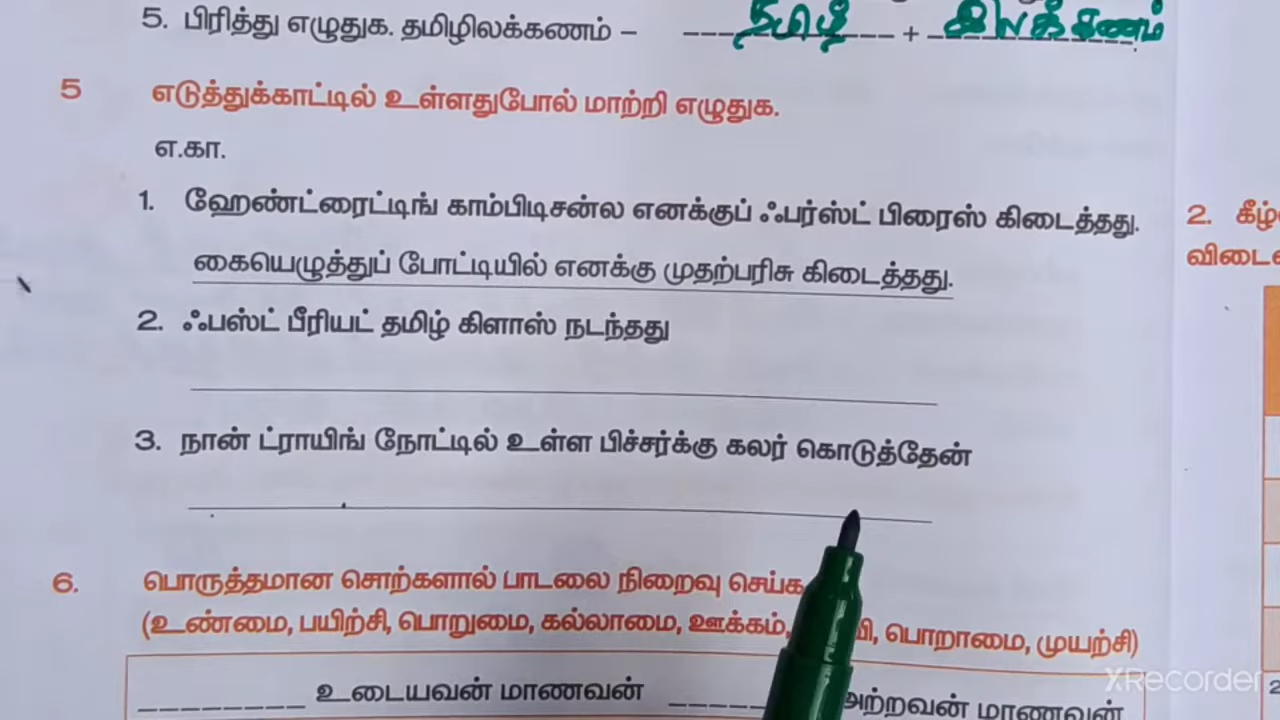 5. பிரித்து எழுதுக. தமிழிலக்கணம் – தமிழ் + இலக்கணம்
5 எடுத்துக்காட்டில் உள்ளதுபோல் மாற்றி எழுதுக.
எ.கா.
1. ஹேண்ட்ரைட்டிங் காம்பிடிசன்ல எனக்குப் ஃபர்ஸ்ட் பிரைஸ் கிடைத்தது.
கையெழுத்துப் போட்டியில் எனக்கு முதற்பரிசு கிடைத்தது.
2. ஃபஸ்ட் பீரியட் தமிழ் கிளாஸ் நடந்தது
3. நான் ட்ராயிங் நோட்டில் உள்ள பிச்சர்க்கு கலர் கொடுத்தேன்
6. பொருத்தமான சொற்களால் பாடலை நிறைவு செய்க
(உண்மை, பயிற்சி, பொறுமை, கல்லாமை, ஊக்கம், பொறாமை, முயற்சி)
________ உடையவன் மாணவன் _____ அற்றவன் மாணவன்
2.
XRecorder